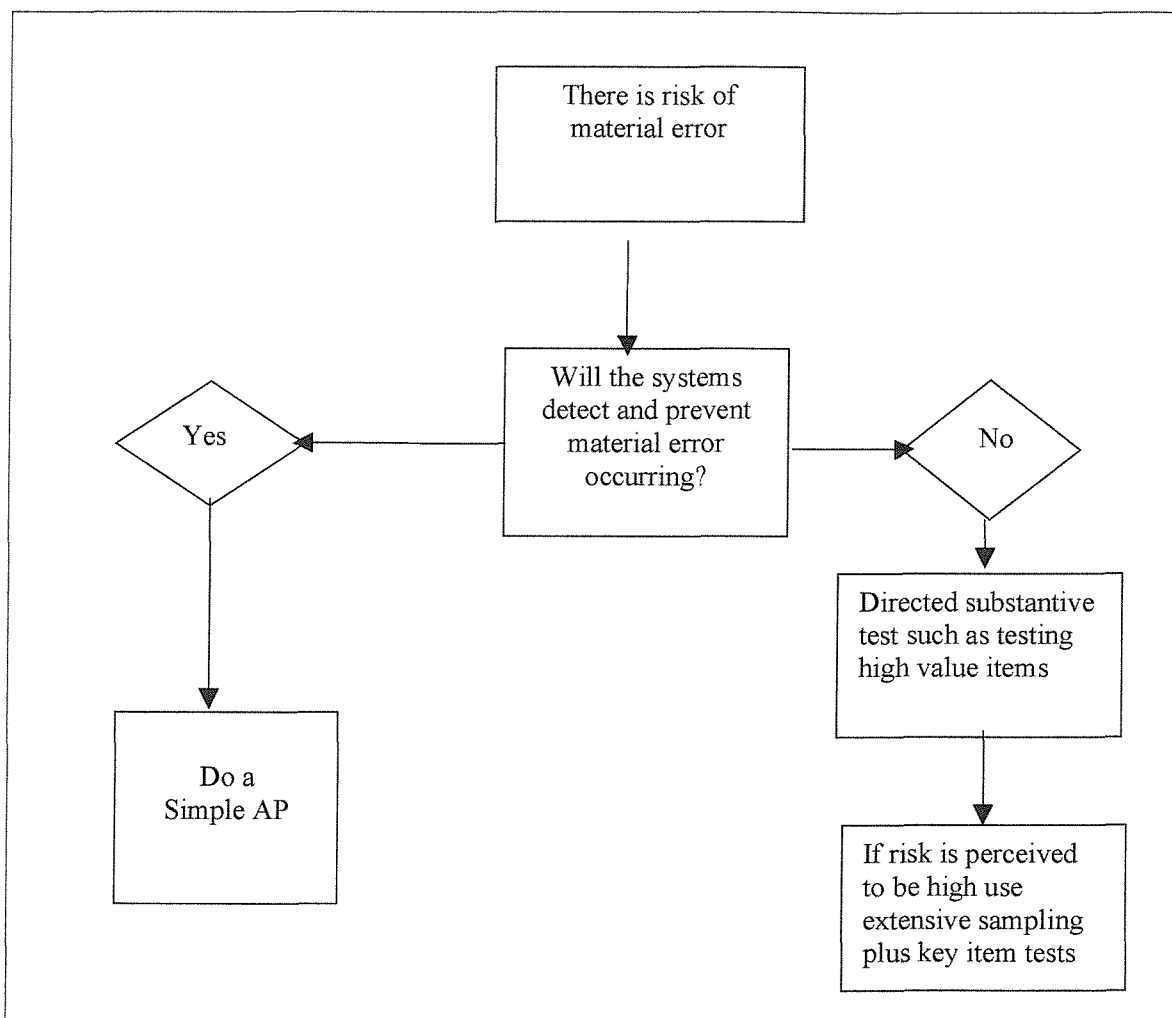 There is risk of
material error
Will the systems
detect and prevent
material error
occurring?
Yes
No
Directed substantive
test such as testing
high value items
Do a
Simple AP
If risk is perceived
to be high use
extensive sampling
plus key item tests